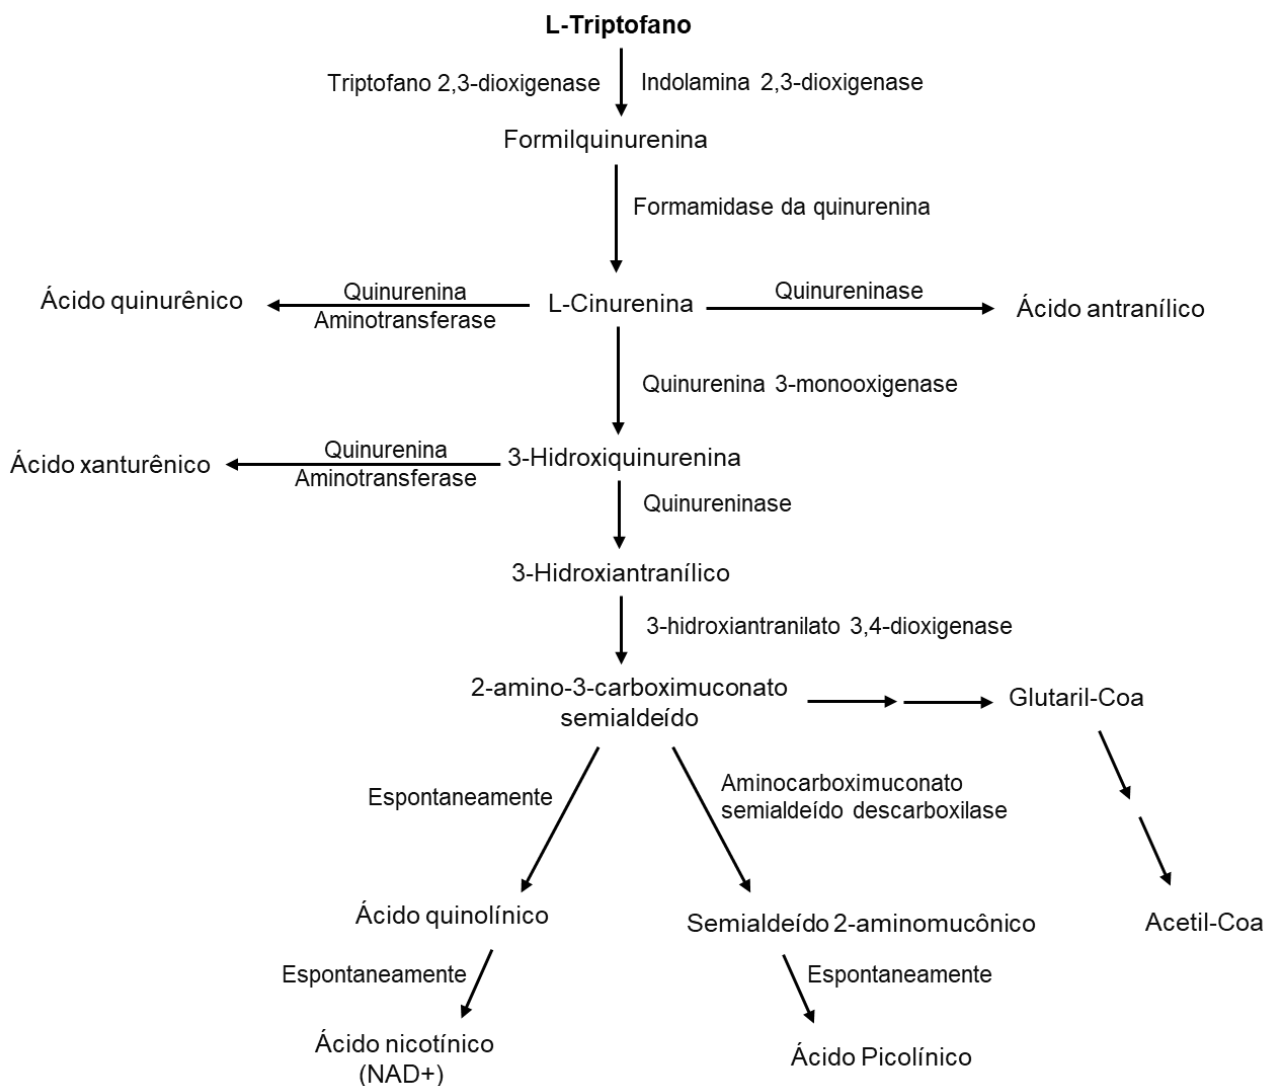 L-Triptofano
Triptofano 2,3-dioxigenase
Indolamina 2,3-dioxigenase
Formilquinurenina
Formamidase da quinurenina
Ácido quinurênico
Quinurenina
Aminotransferase
L-Cinurenina
Quinureninase
Ácido antranílico
Quinurenina 3-monooxigenase
Ácido xanturênico
Quinurenina
Aminotransferase
3-Hidroxiquinurenina
Quinureninase
3-Hidroxiantranílico
3-hidroxiantranilato 3,4-dioxigenase
2-amino-3-carboximuconato
semialdeído
Glutaril-Coa
Espontaneamente
Aminocarboximuconato
semialdeído descarboxilase
Ácido quinolínico
Semialdeído 2-aminomucônico
Acetil-Coa
Espontaneamente
Espontaneamente
Ácido nicotínico
(NAD+)
Ácido Picolínico